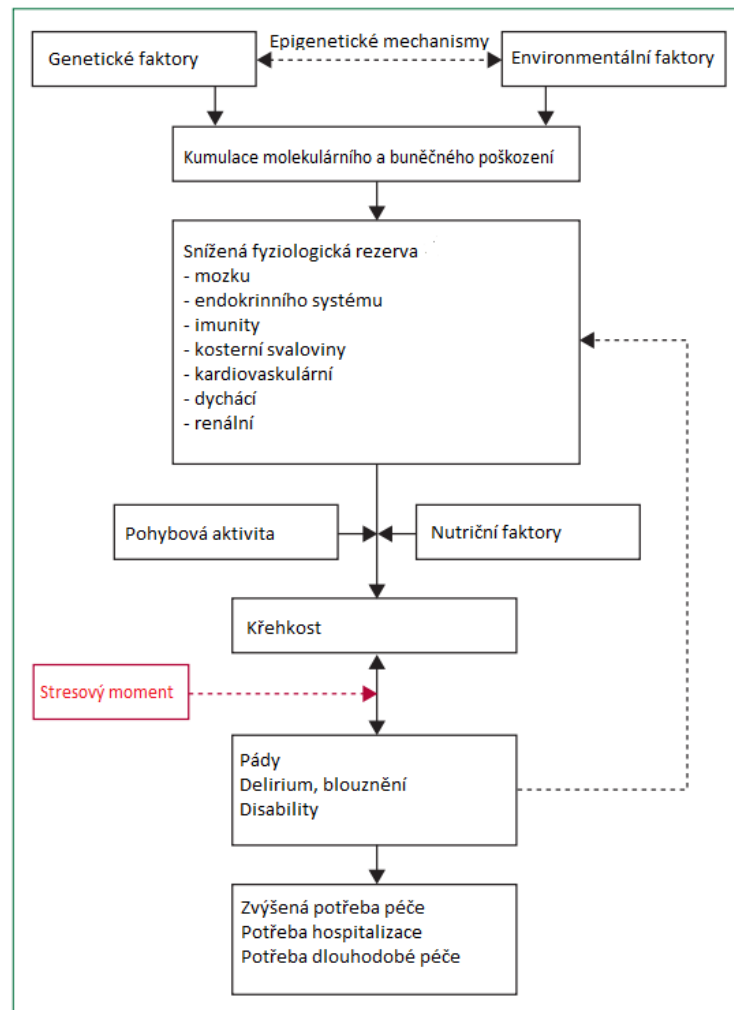 Epigenetické mechanismy
Genetické faktory
Environmentální faktory
Kumulace molekulárního a buněčného poškození
Snížená fyziologická rezerva
- mozku
- endokrinního systému
- imunity
- kosterní svaloviny
- kardiovaskulární
- dychácí
- renální
Pohybová aktivita
Nutriční faktory
Křehkost
Stresový moment
Pády
Delirium, blouznění
Disability
Zvýšená potřeba péče
Potřeba hospitalizace
Potřeba dlouhodobé péče